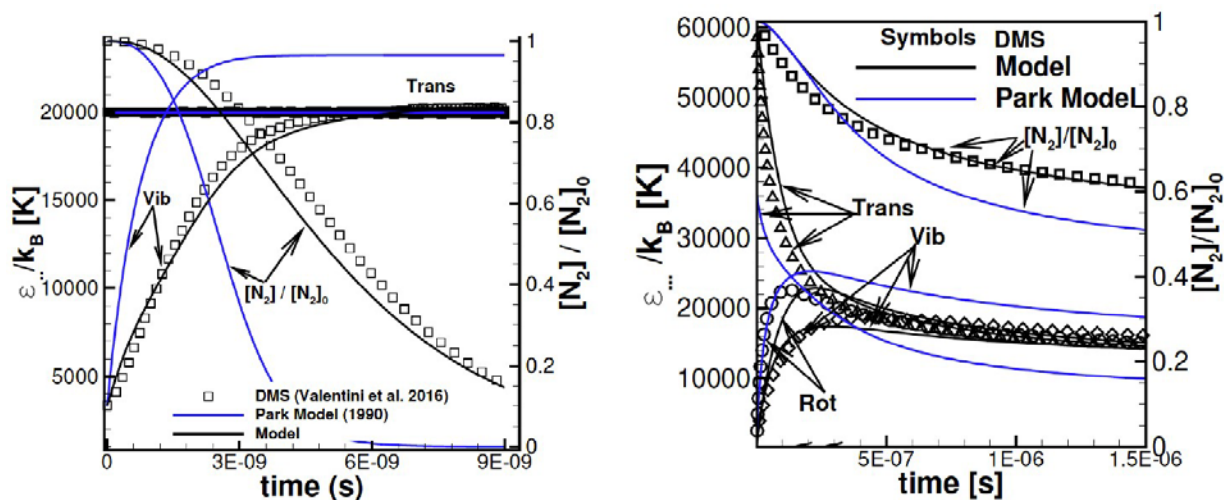 ε.../k_B [K]
20000
15000
10000
5000
Trans
Vib
[N₂] / [N₂]₀
DMS (Valentini et al. 2016)
Park Model (1990)
Model
1
0.8
0.6
0.4
0.2
0
[N₂] / [N₂]₀
0
3E-09
6E-09
9E-09
time (s)
ε.../k_B [K]
60000
50000
40000
30000
20000
10000
Symbols DMS
Model
Park Model
[N₂]/[N₂]₀
Trans
Vib
Rot
1
0.8
0.6
0.4
0.2
0
[N₂]/[N₂]₀
5E-07
1E-06
1.5E-06
time [s]